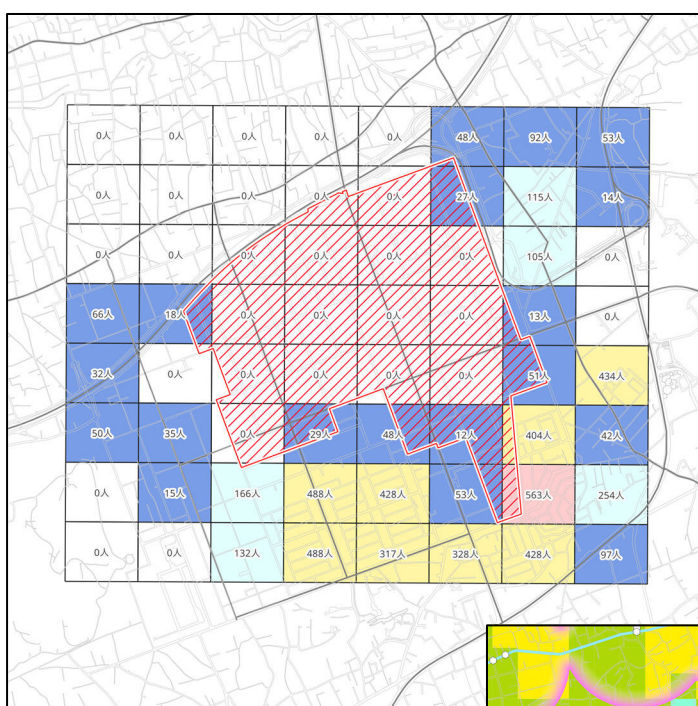 0人 0人 0人 0人 0人 48人 92人 53人
0人 0人 0人 0人 0人 27人 115人 14人
0人 0人 0人 0人 0人 0人 105人 0人
66人 18人 0人 0人 0人 0人 13人 0人
32人 0人 0人 0人 0人 0人 51人 434人
50人 35人 0人 29人 48人 12人 404人 42人
0人 15人 166人 488人 428人 53人 563人 254人
0人 0人 132人 488人 317人 328人 428人 97人